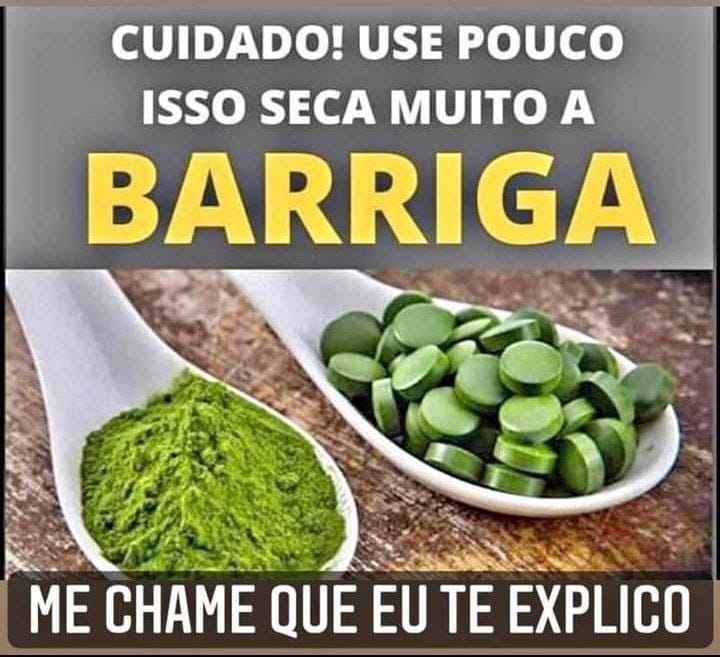 CUIDADO! USE POUCO
ISSO SECA MUITO A
BARRIGA
ME CHAME QUE EU TE EXPLICO